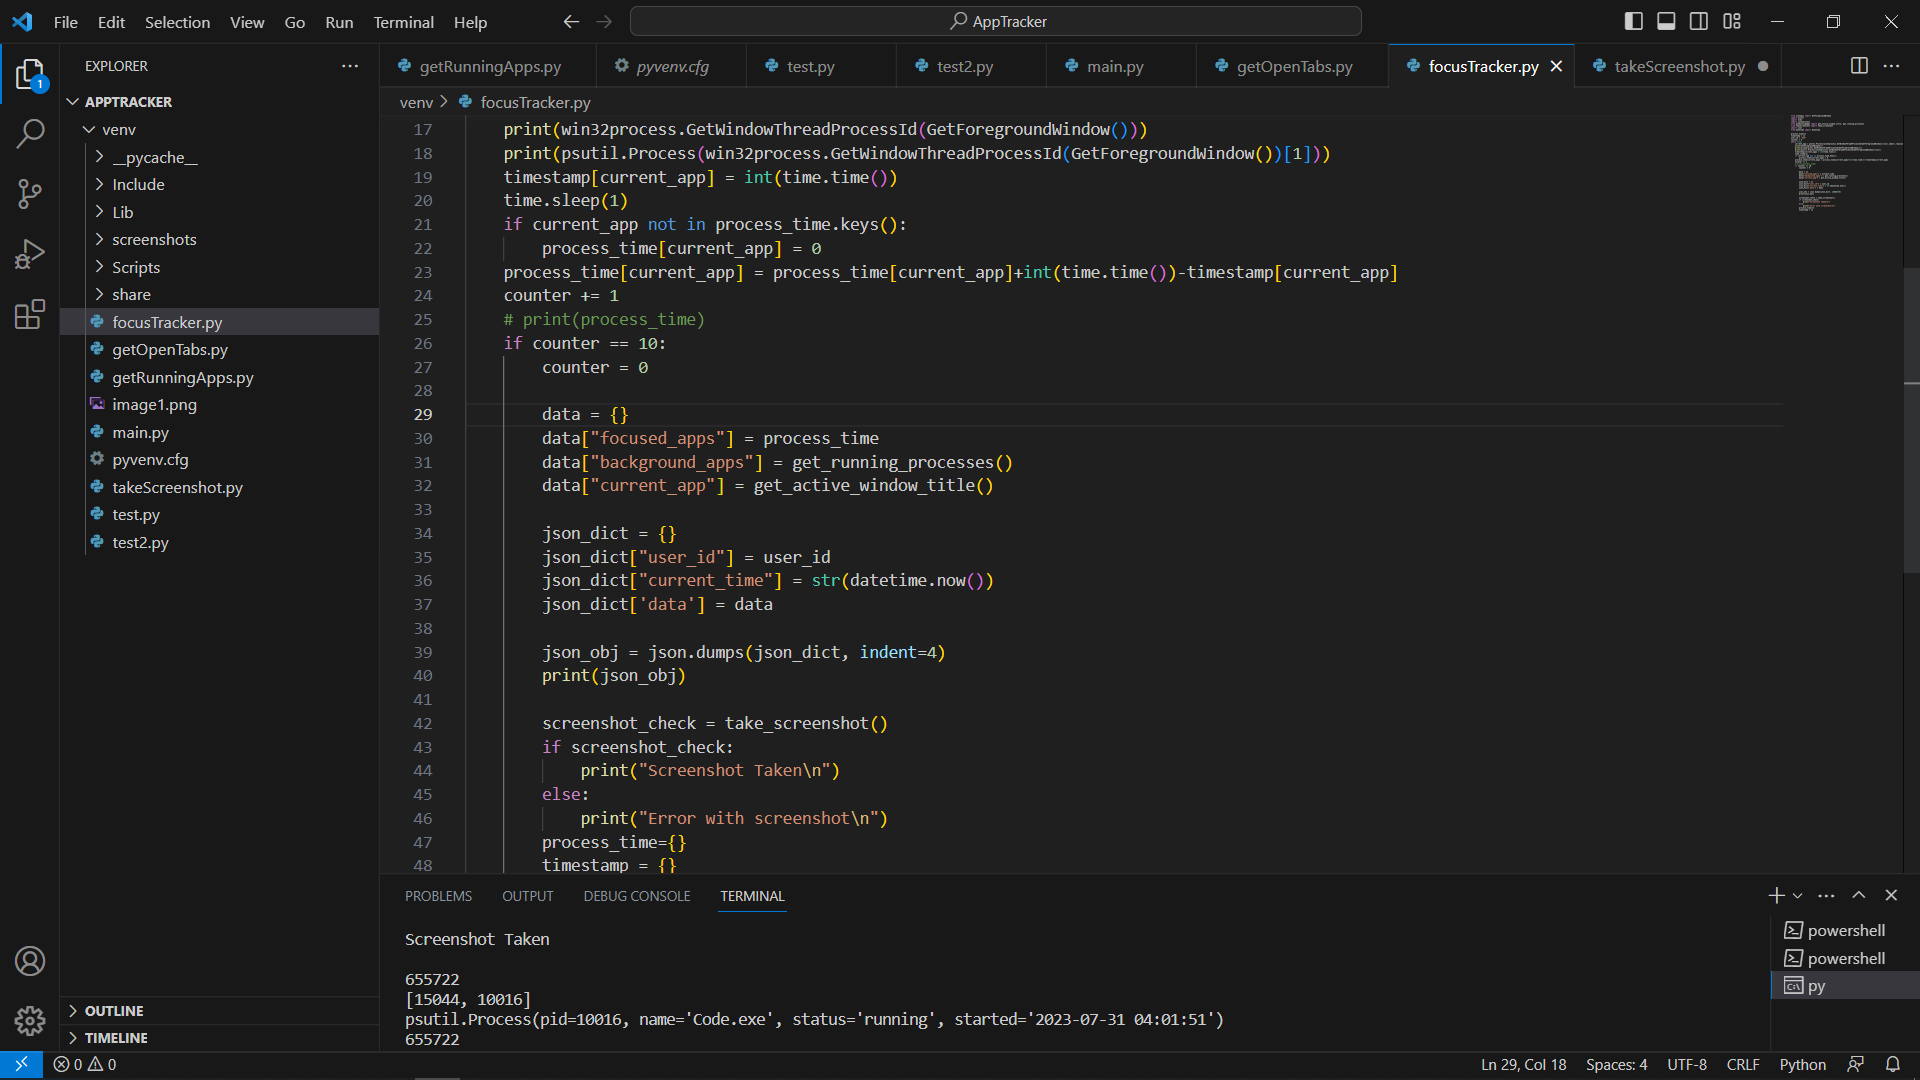 File Edit Selection View Go Run Terminal Help
AppTracker
EXPLORER
getRunningApps.py
pyvenv.cfg
test.py
test2.py
main.py
getOpenTabs.py
focusTracker.py
takeScreenshot.py
1
APPTRACKER
venv
__pycache__
Include
Lib
screenshots
Scripts
share
focusTracker.py
getOpenTabs.py
getRunningApps.py
image1.png
main.py
pyvenv.cfg
takeScreenshot.py
test.py
test2.py
OUTLINE
TIMELINE
venv > focusTracker.py
17 print(win32process.GetWindowThreadProcessId(GetForegroundWindow()))
18 print(psutil.Process(win32process.GetWindowThreadProcessId(GetForegroundWindow())[1]))
19 timestamp[current_app] = int(time.time())
20 time.sleep(1)
21 if current_app not in process_time.keys():
22 process_time[current_app] = 0
23 process_time[current_app] = process_time[current_app]+int(time.time())-timestamp[current_app]
24 counter += 1
25 # print(process_time)
26 if counter == 10:
27 counter = 0
28
29 data = {}
30 data["focused_apps"] = process_time
31 data["background_apps"] = get_running_processes()
32 data["current_app"] = get_active_window_title()
33
34 json_dict = {}
35 json_dict["user_id"] = user_id
36 json_dict["current_time"] = str(datetime.now())
37 json_dict['data'] = data
38
39 json_obj = json.dumps(json_dict, indent=4)
40 print(json_obj)
41
42 screenshot_check = take_screenshot()
43 if screenshot_check:
44 print("Screenshot Taken\n")
45 else:
46 print("Error with screenshot\n")
47 process_time={}
48 timestamp = {}
PROBLEMS OUTPUT DEBUG CONSOLE TERMINAL
Screenshot Taken
655722
[15044, 10016]
psutil.Process(pid=10016, name='Code.exe', status='running', started='2023-07-31 04:01:51')
655722
powershell
powershell
py
0 0
Ln 29, Col 18 Spaces: 4 UTF-8 CRLF Python